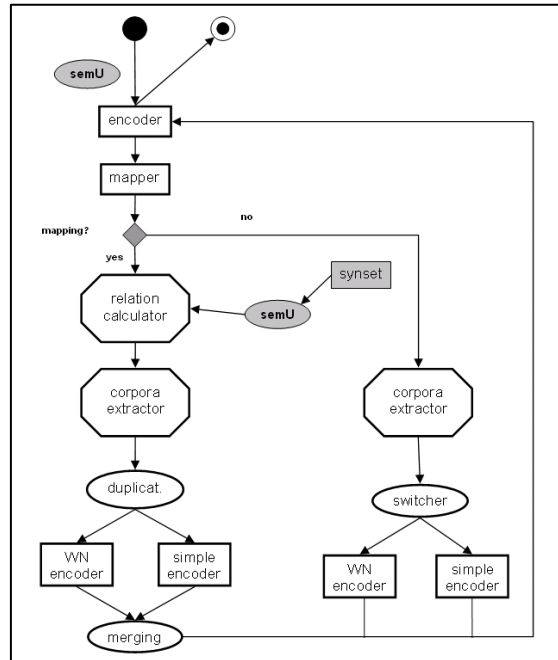 semU
encoder
mapper
mapping?
no
yes
relation
calculator
synset
semU
corpora
extractor
corpora
extractor
duplicat.
switcher
WN
encoder
simple
encoder
WN
encoder
simple
encoder
merging